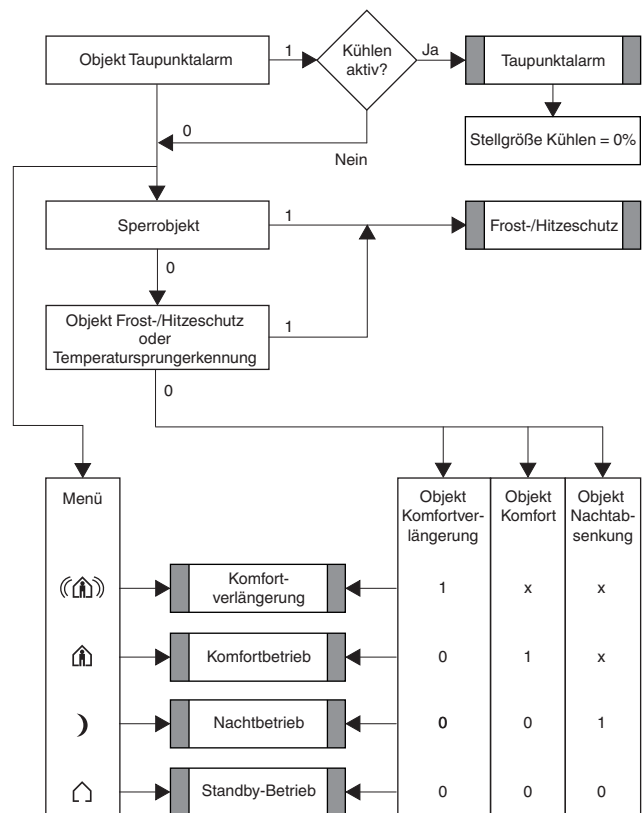 Objekt Taupunktalarm
1
Kühlen
aktiv?
Ja
Taupunktalarm
0
Nein
Stellgröße Kühlen = 0%
Sperrobjekt
1
Frost-/Hitzeschutz
0
Objekt Frost-/Hitzeschutz
oder
Temperatursprungerkennung
1
0
Menü
Objekt
Komfortver-
längerung
Objekt
Komfort
Objekt
Nachtab-
senkung
Komfort-
verlängerung
1
x
x
Komfortbetrieb
0
1
x
Nachtbetrieb
0
0
1
Standby-Betrieb
0
0
0